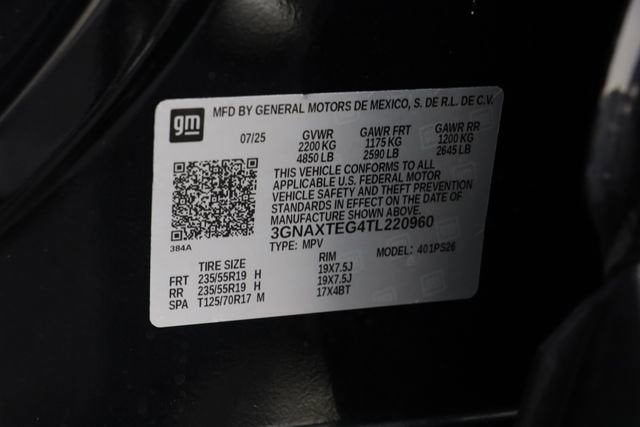 gm MFD BY GENERAL MOTORS DE MEXICO, S. DE R.L. DE C.V.
07/25 GVWR GAWR FRT GAWR RR
2200 KG 1175 KG 1200 KG
4850 LB 2590 LB 2645 LB
THIS VEHICLE CONFORMS TO ALL
APPLICABLE U.S. FEDERAL MOTOR
VEHICLE SAFETY AND THEFT PREVENTION
STANDARDS IN EFFECT ON THE DATE OF
MANUFACTURE SHOWN ABOVE.
3GNAXTEG4TL220960
384A TYPE: MPV MODEL: 401PS26
TIRE SIZE RIM
FRT 235/55R19 H 19X7.5J
RR 235/55R19 H 19X7.5J
SPA T125/70R17 M 17X4BT